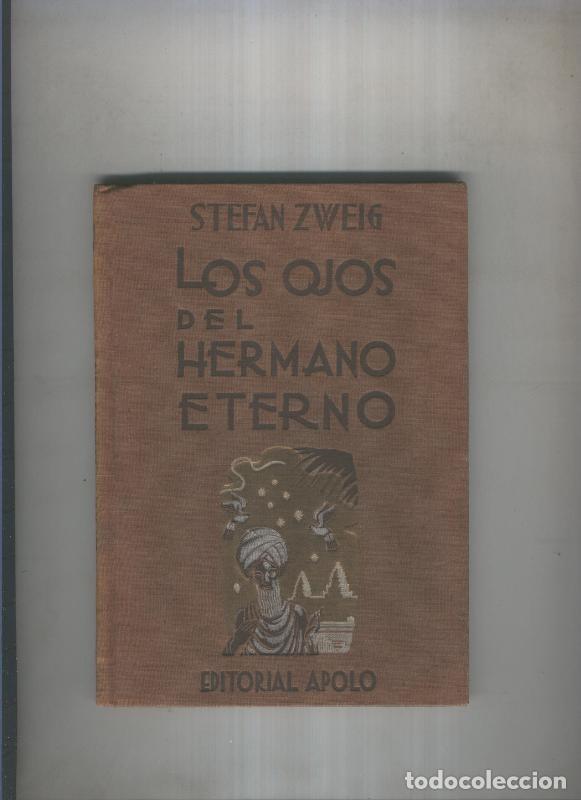 STEFAN ZWEIG
LOS OJOS
DEL
HERMANO
ETERNO
EDITORIAL APOLO
todocoleccion